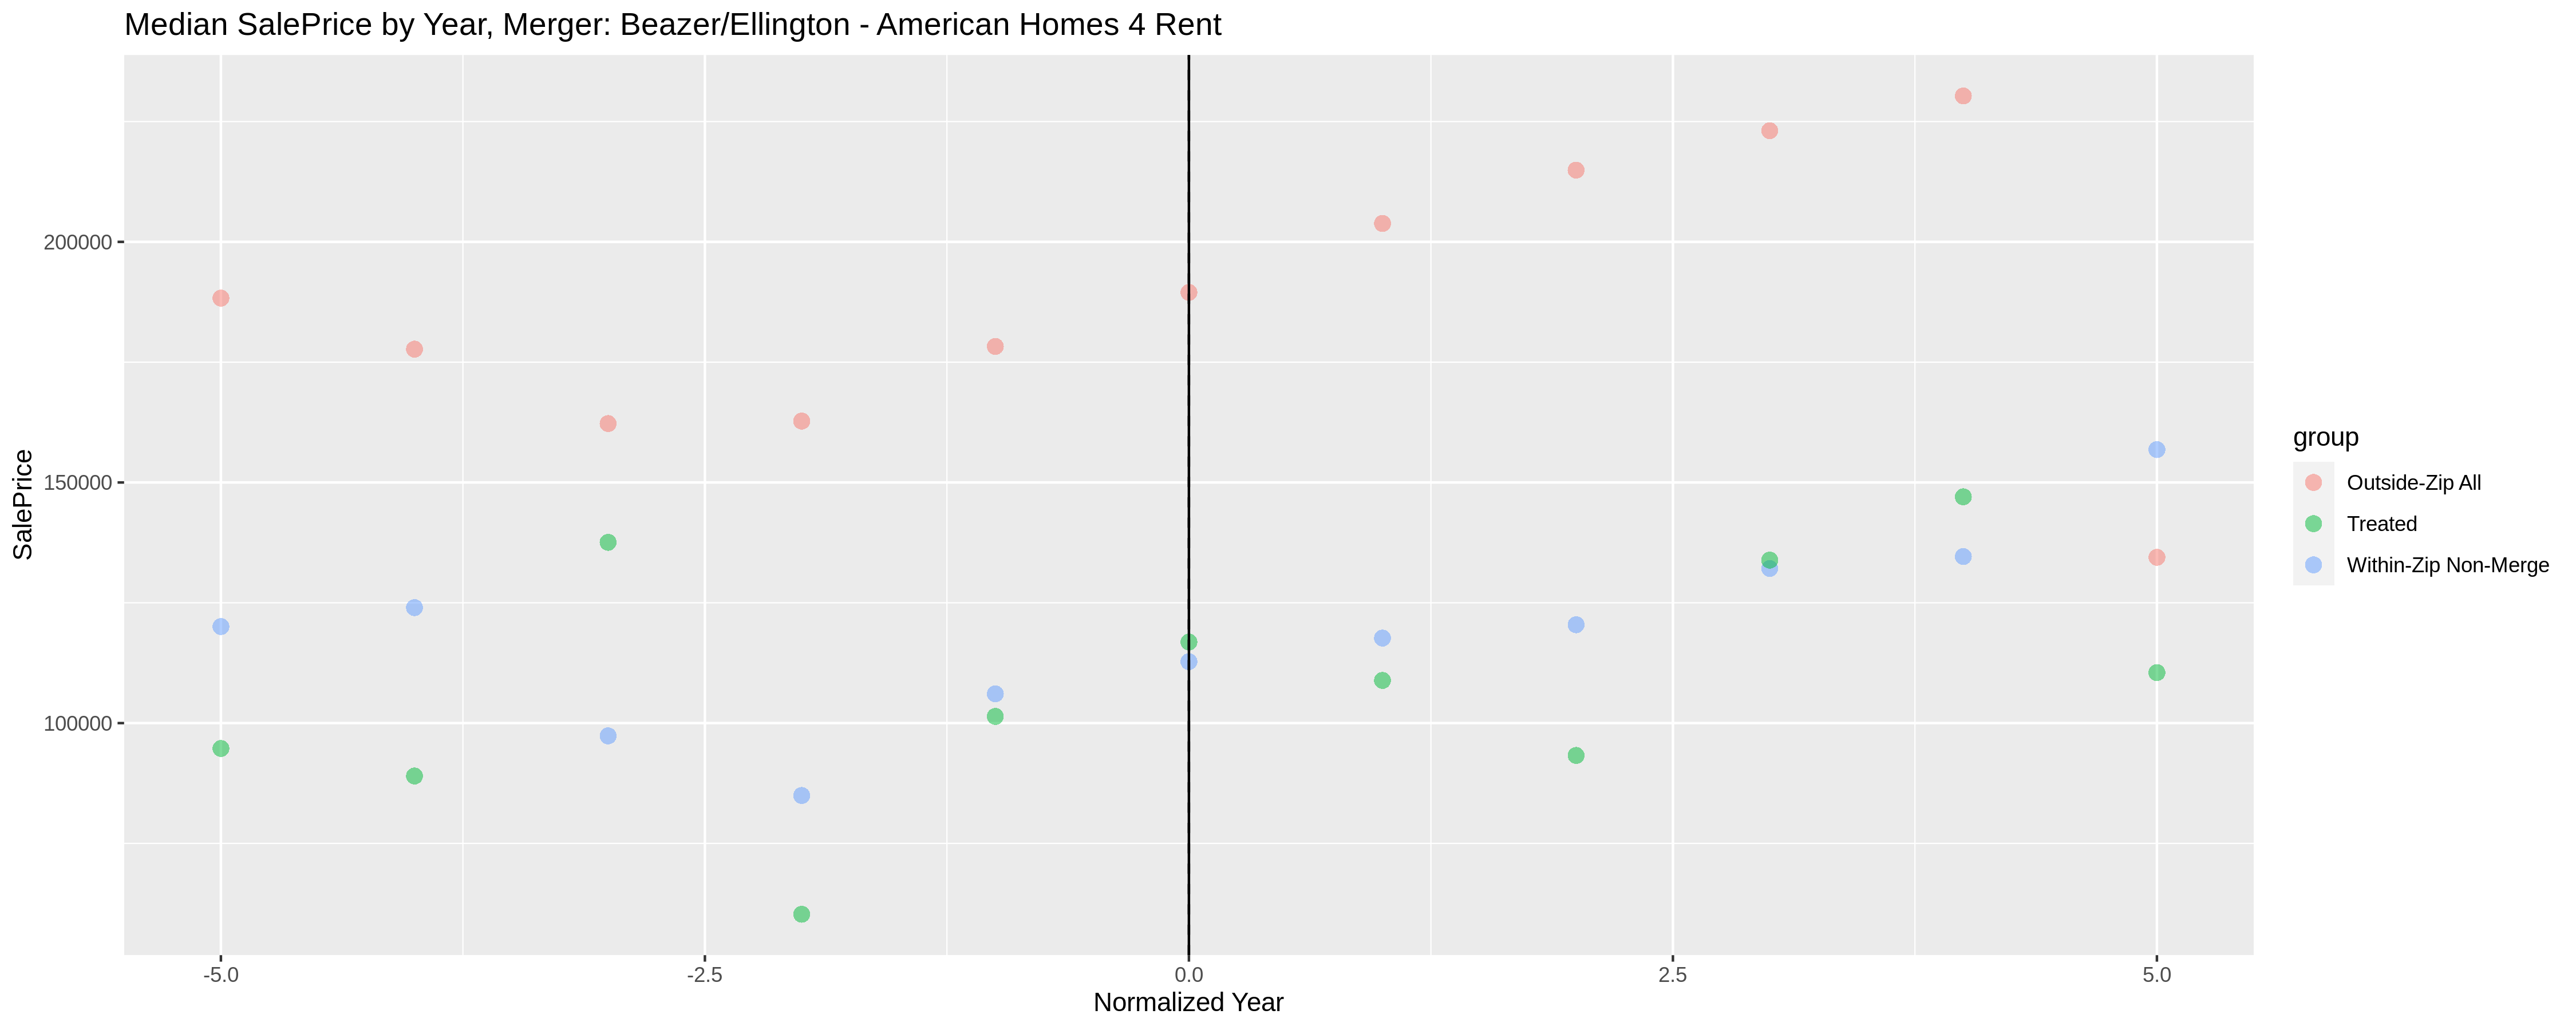 Median SalePrice by Year, Merger: Beazer/Ellington - American Homes 4 Rent
SalePrice
200000
150000
100000
-5.0
-2.5
0.0
2.5
5.0
Normalized Year
group
Outside-Zip All
Treated
Within-Zip Non-Merge